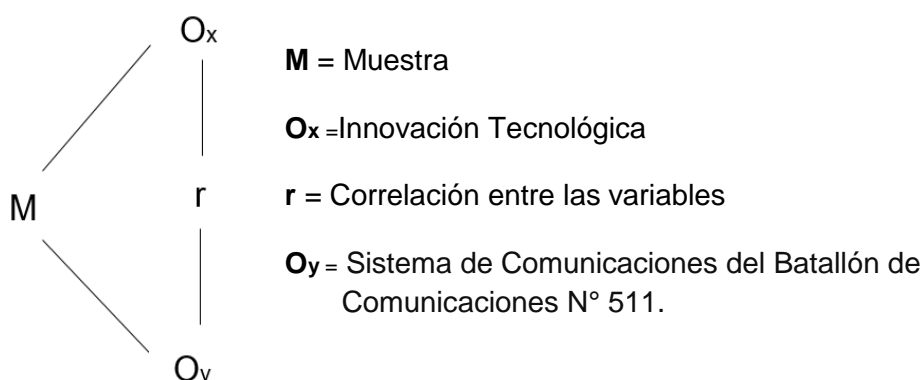 Ox
M = Muestra
Ox =Innovación Tecnológica
M
r
r = Correlación entre las variables
Oy = Sistema de Comunicaciones del Batallón de
Comunicaciones N° 511.
Oy